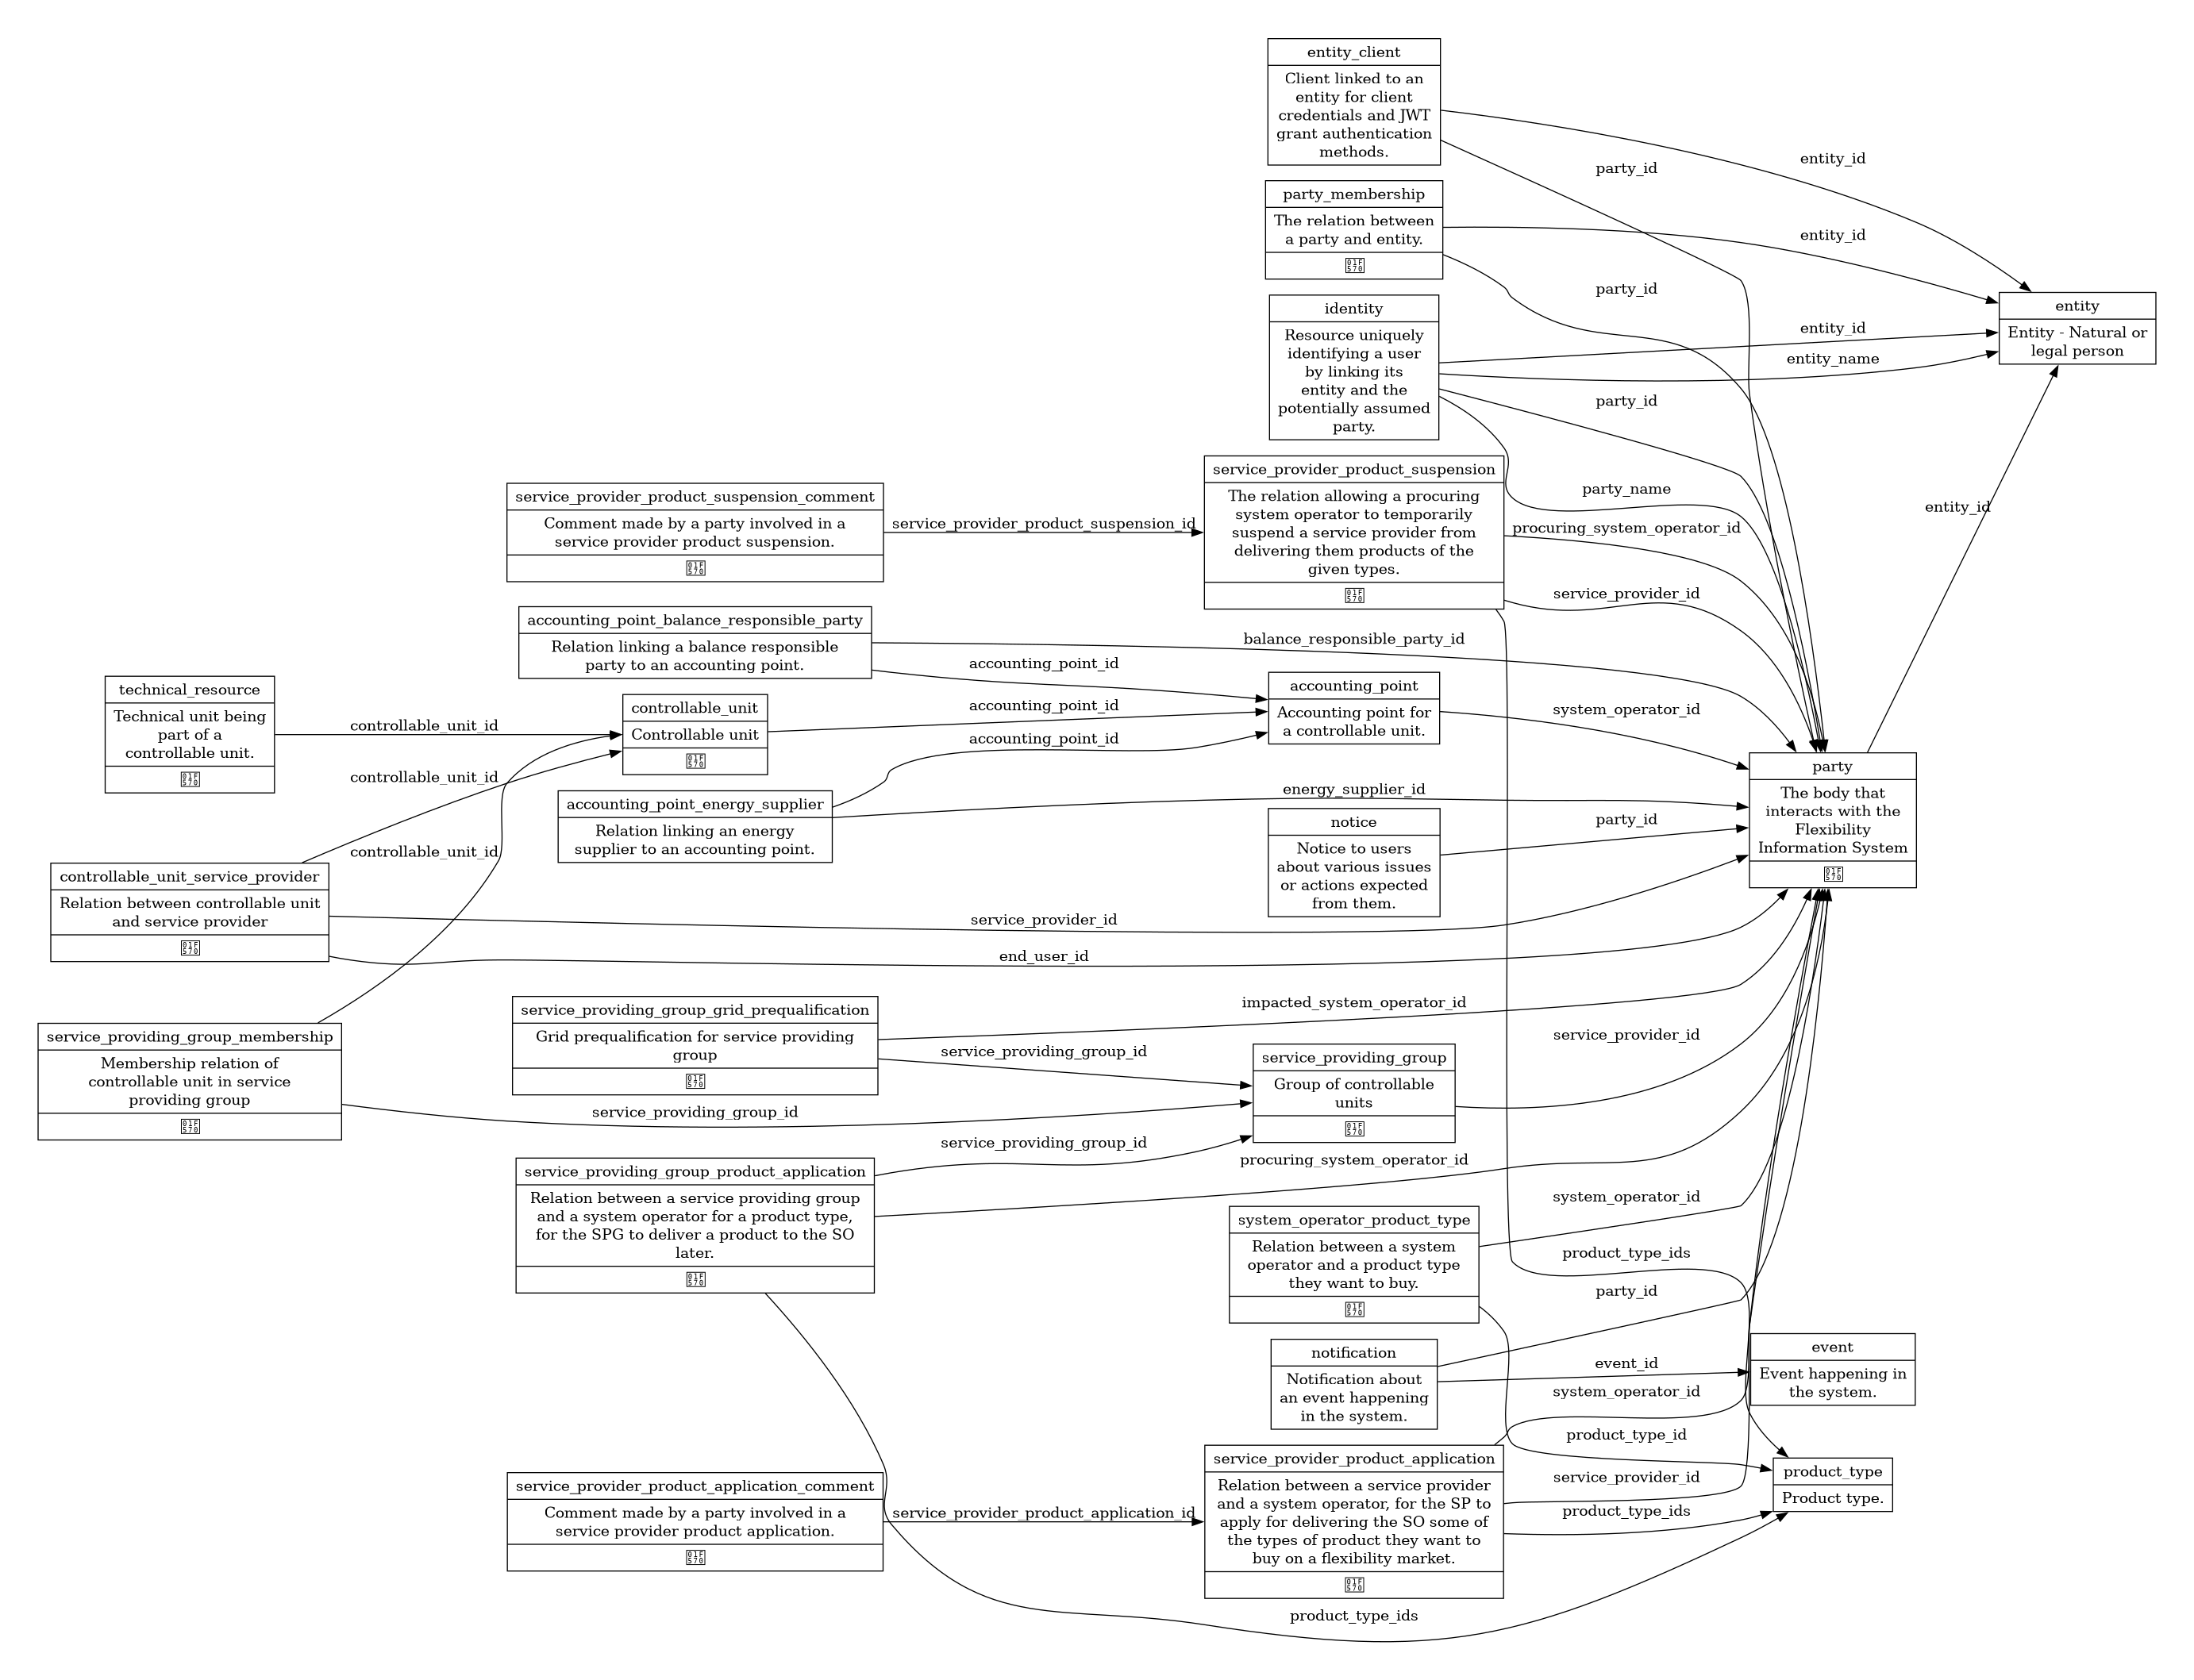 entity_client
Client linked to an
entity for client
credentials and JWT
grant authentication
methods.
entity_id
party_id
party_membership
The relation between
a party and entity.
entity_id
party_id
identity
Resource uniquely
identifying a user
by linking its
entity and the
potentially assumed
party.
entity_id
entity_name
party_id
party_name
entity
Entity - Natural or
legal person
service_provider_product_suspension_comment
Comment made by a party involved in a
service provider product suspension.
service_provider_product_suspension_id
service_provider_product_suspension
The relation allowing a procuring
system operator to temporarily
suspend a service provider from
delivering them products of the
given types.
procuring_system_operator_id
service_provider_id
entity_id
accounting_point_balance_responsible_party
Relation linking a balance responsible
party to an accounting point.
balance_responsible_party_id
accounting_point_id
technical_resource
Technical unit being
part of a
controllable unit.
controllable_unit_id
controllable_unit
Controllable unit
accounting_point_id
accounting_point_id
accounting_point
Accounting point for
a controllable unit.
system_operator_id
controllable_unit_id
accounting_point_energy_supplier
Relation linking an energy
supplier to an accounting point.
energy_supplier_id
notice
Notice to users
about various issues
or actions expected
from them.
party_id
party
The body that
interacts with the
Flexibility
Information System
controllable_unit_id
controllable_unit_service_provider
Relation between controllable unit
and service provider
service_provider_id
end_user_id
service_providing_group_membership
Membership relation of
controllable unit in service
providing group
service_providing_group_id
service_providing_group_grid_prequalification
Grid prequalification for service providing
group
impacted_system_operator_id
service_providing_group_id
service_providing_group
Group of controllable
units
service_provider_id
service_providing_group_id
service_providing_group_product_application
Relation between a service providing group
and a system operator for a product type,
for the SPG to deliver a product to the SO
later.
procuring_system_operator_id
system_operator_product_type
Relation between a system
operator and a product type
they want to buy.
system_operator_id
product_type_ids
party_id
notification
Notification about
an event happening
in the system.
event_id
event
Event happening in
the system.
system_operator_id
product_type_id
service_provider_product_application_comment
Comment made by a party involved in a
service provider product application.
service_provider_product_application_id
service_provider_product_application
Relation between a service provider
and a system operator, for the SP to
apply for delivering the SO some of
the types of product they want to
buy on a flexibility market.
service_provider_id
product_type_ids
product_type
Product type.
product_type_ids